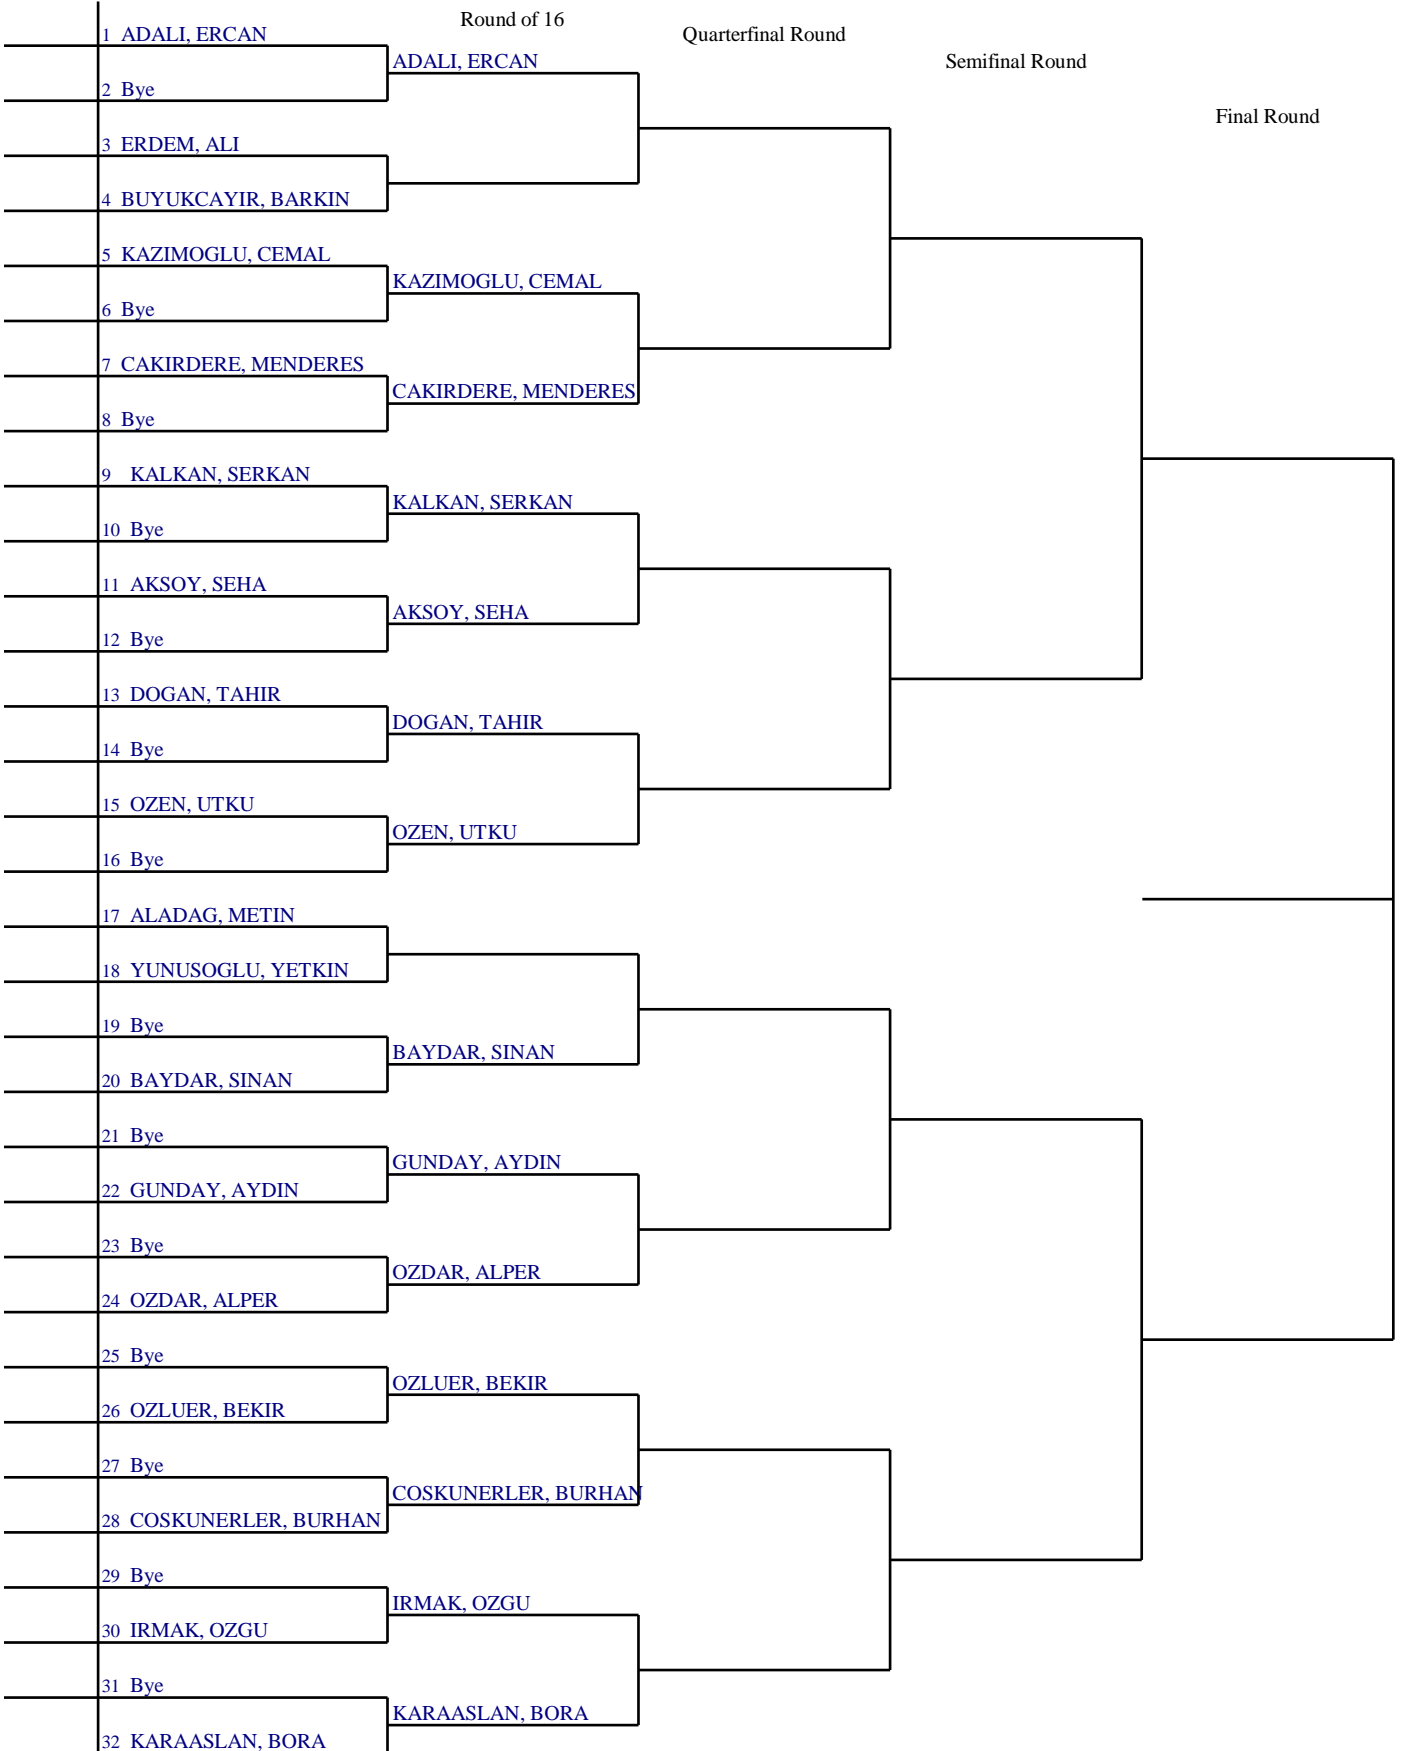 Round of 16
Quarterfinal Round
Semifinal Round
Final Round
1 ADALI, ERCAN
ADALI, ERCAN
2 Bye
3 ERDEM, ALI
4 BUYUKCAYIR, BARKIN
5 KAZIMOGLU, CEMAL
KAZIMOGLU, CEMAL
6 Bye
7 CAKIRDERE, MENDERES
CAKIRDERE, MENDERES
8 Bye
9 KALKAN, SERKAN
KALKAN, SERKAN
10 Bye
11 AKSOY, SEHA
AKSOY, SEHA
12 Bye
13 DOGAN, TAHIR
DOGAN, TAHIR
14 Bye
15 OZEN, UTKU
OZEN, UTKU
16 Bye
17 ALADAG, METIN
18 YUNUSOGLU, YETKIN
19 Bye
BAYDAR, SINAN
20 BAYDAR, SINAN
21 Bye
GUNDAY, AYDIN
22 GUNDAY, AYDIN
23 Bye
OZDAR, ALPER
24 OZDAR, ALPER
25 Bye
OZLUER, BEKIR
26 OZLUER, BEKIR
27 Bye
COSKUNERLER, BURHAN
28 COSKUNERLER, BURHAN
29 Bye
IRMAK, OZGU
30 IRMAK, OZGU
31 Bye
KARAASLAN, BORA
32 KARAASLAN, BORA